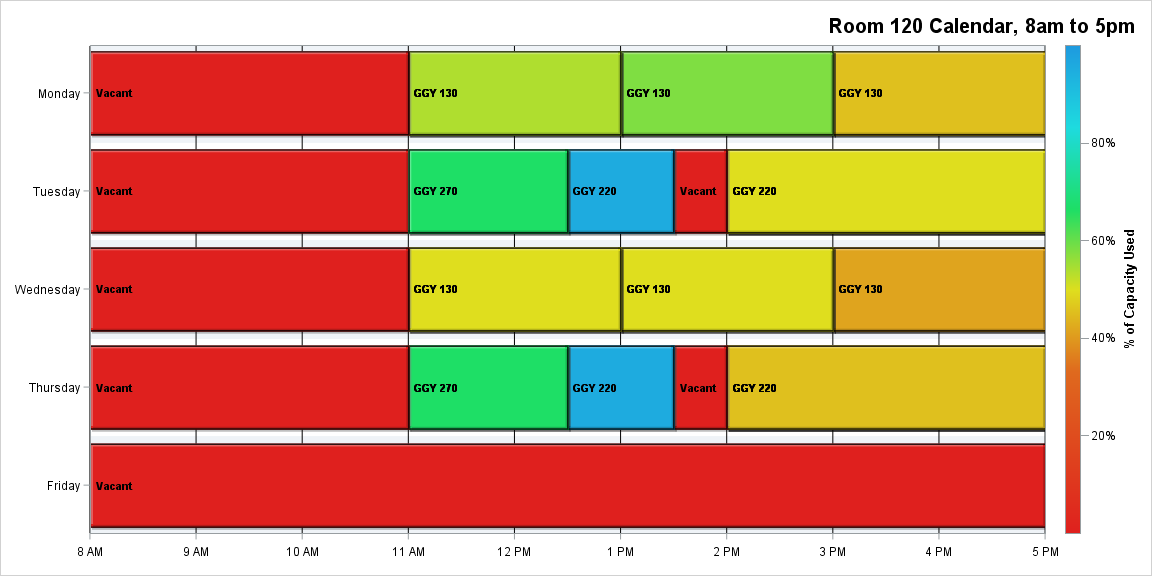 Room 120 Calendar, 8am to 5pm
Monday
Vacant
GGY 130
GGY 130
GGY 130
Tuesday
Vacant
GGY 270
GGY 220
Vacant
GGY 220
Wednesday
Vacant
GGY 130
GGY 130
GGY 130
Thursday
Vacant
GGY 270
GGY 220
Vacant
GGY 220
Friday
Vacant
8 AM
9 AM
10 AM
11 AM
12 PM
1 PM
2 PM
3 PM
4 PM
5 PM
80%
60%
40%
20%
% of Capacity Used